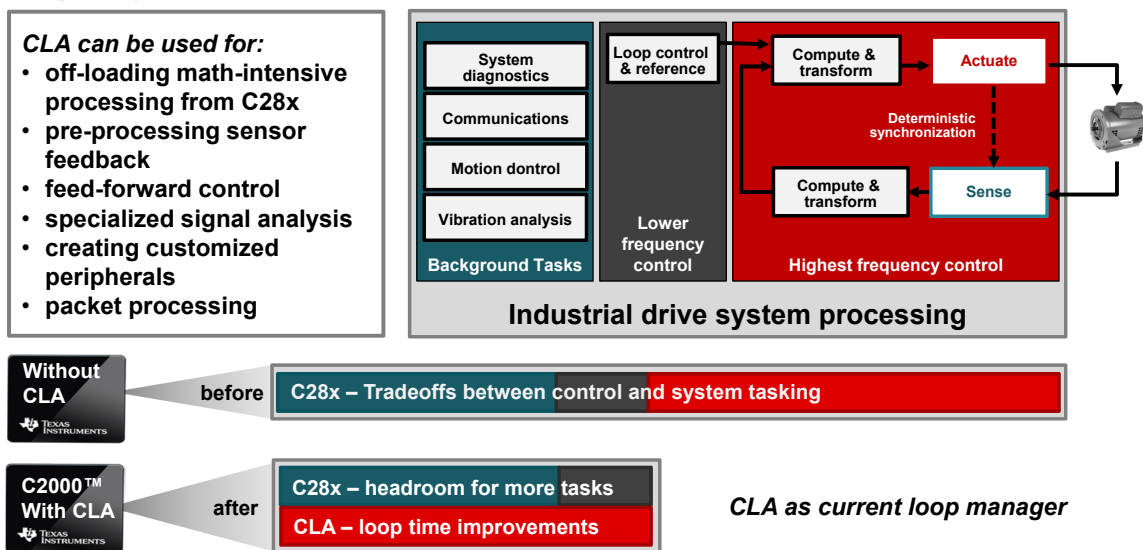 CLA can be used for:
• off-loading math-intensive
processing from C28x
• pre-processing sensor
feedback
• feed-forward control
• specialized signal analysis
• creating customized
peripherals
• packet processing
System
diagnostics
Communications
Motion dontrol
Vibration analysis
Background Tasks
Loop control
& reference
Lower
frequency
control
Compute &
transform
Actuate
Deterministic
synchronization
Compute &
transform
Sense
Highest frequency control
Industrial drive system processing
Without
CLA
TEXAS
INSTRUMENTS
before
C28x – Tradeoffs between control and system tasking
C2000™
With CLA
TEXAS
INSTRUMENTS
after
C28x – headroom for more tasks
CLA – loop time improvements
CLA as current loop manager